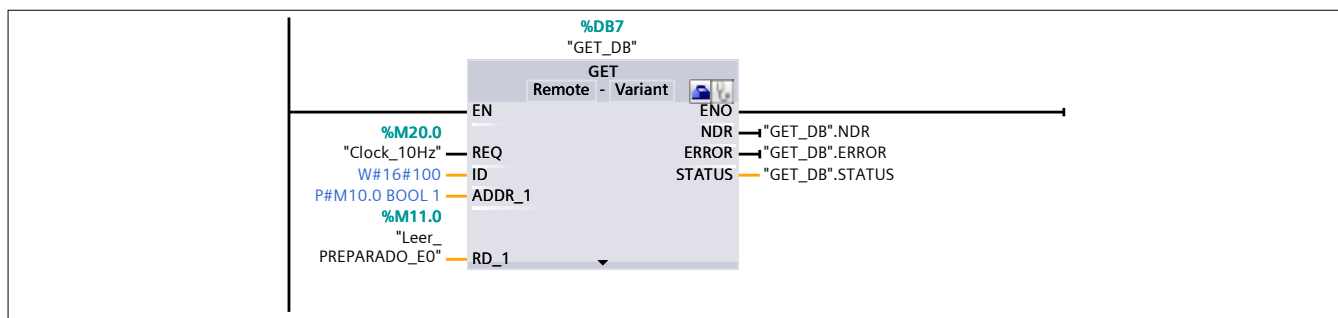 %DB7
"GET_DB"
GET
Remote - Variant
EN
ENO
%M20.0
NDR
"GET_DB".NDR
"Clock_10Hz"
REQ
ERROR
"GET_DB".ERROR
W#16#100
ID
STATUS
"GET_DB".STATUS
P#M10.0 BOOL 1
ADDR_1
%M11.0
"Leer_
PREPARADO_E0"
RD_1